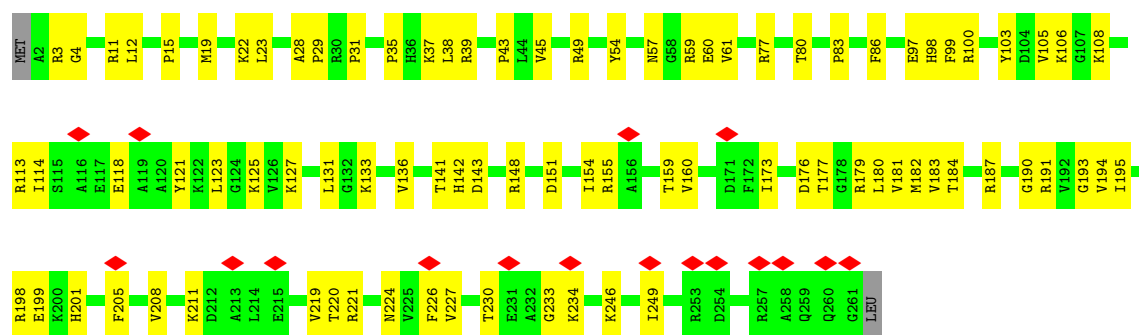 MET A2 R3 G4 R11 L12 P15 M19 K22 L23 A28 P29 R30 P31 P35 H36 K37 L38 R39 P43 L44 V45 R49 Y54 N57 G58 R59 E60 V61 R77 T80 P83 F86 E97 H98 F99 R100 Y103 D104 V105 K106 G107 K108
R113 I114 S115 A116 E117 E118 A119 A120 Y121 K122 L123 G124 K125 V126 K127 L131 G132 K133 V136 T141 H142 D143 R148 D151 I154 R155 A156 T159 V160 D171 F172 I173 D176 T177 G178 R179 L180 V181 M182 V183 T184 R187 G190 R191 V192 G193 V194 I195
R198 E199 K200 H201 F205 V208 K211 D212 A213 L214 E215 V219 T220 R221 N224 V225 F226 V227 T230 E231 A232 G233 K234 K246 I249 R253 D254 R257 A258 Q259 Q260 G261 LEU